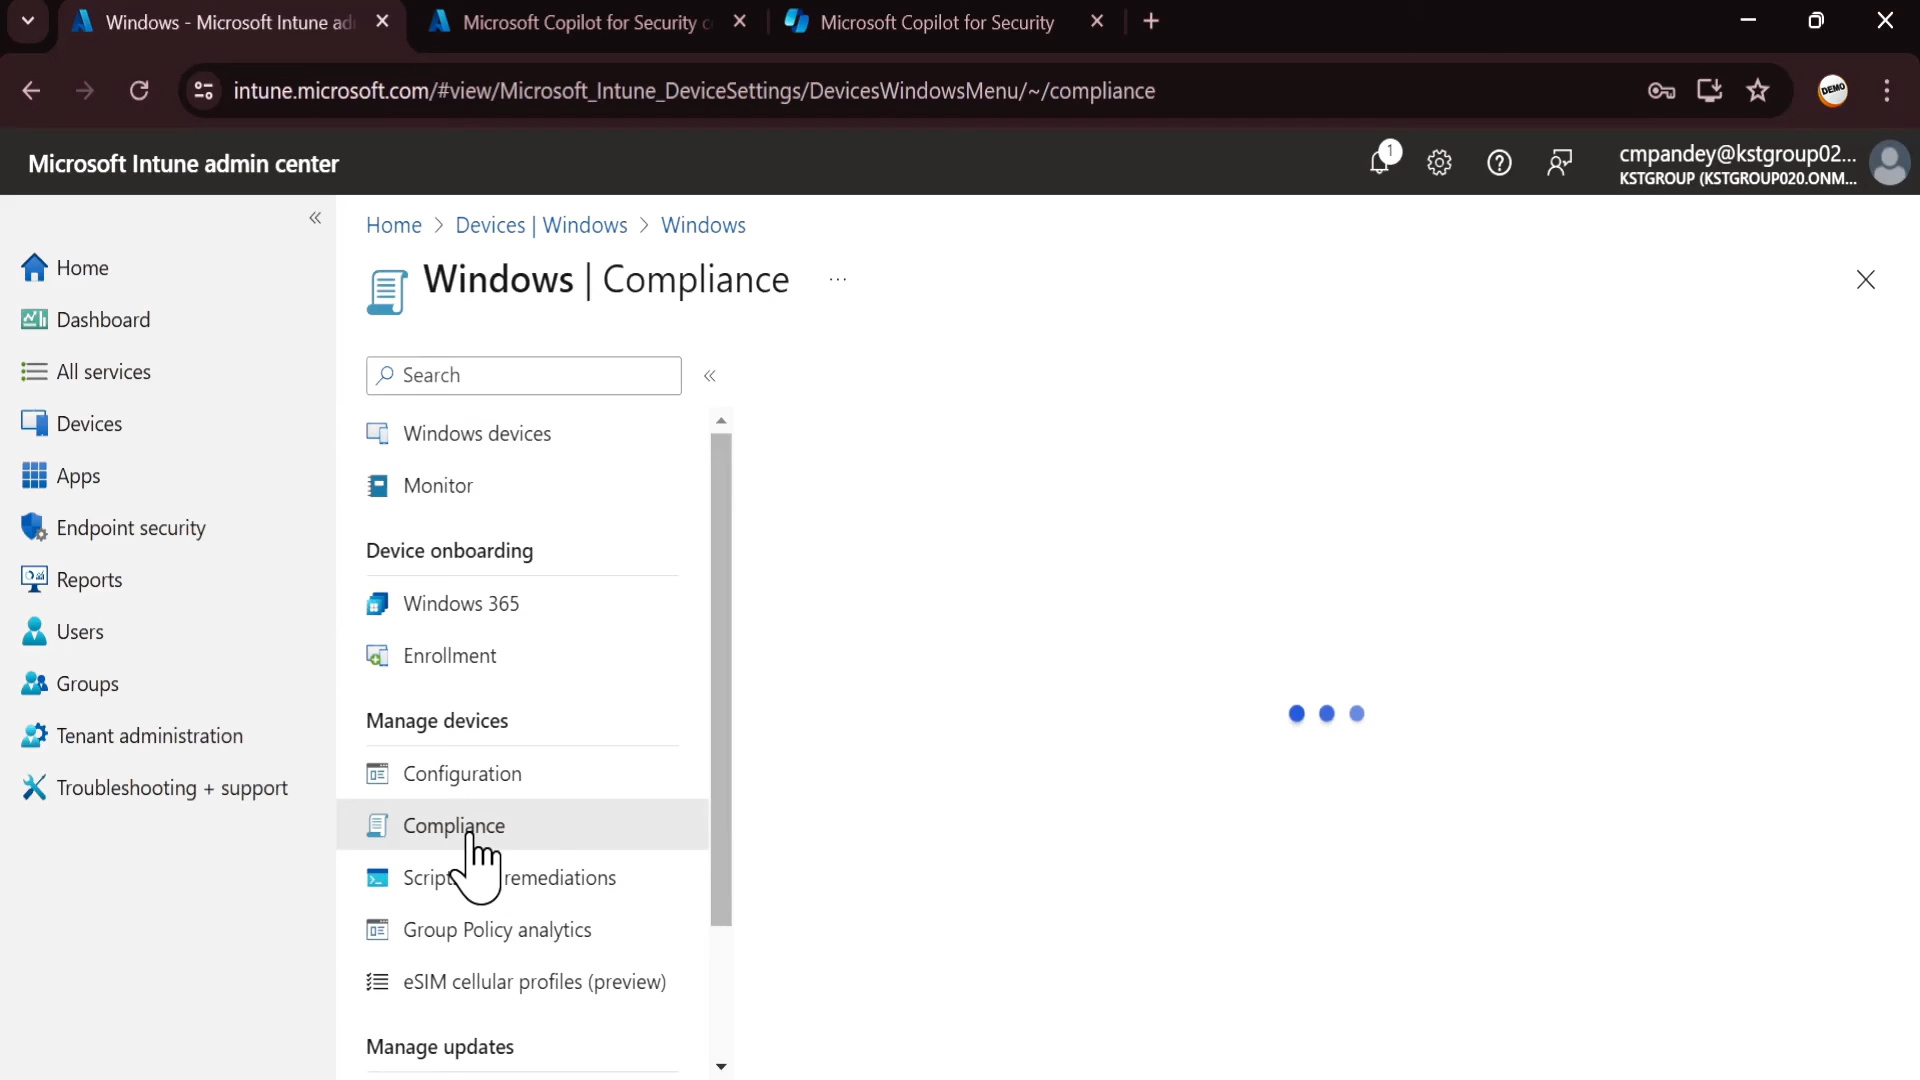 Windows - Microsoft Intune ad
Microsoft Copilot for Security c
Microsoft Copilot for Security
intune.microsoft.com/#view/Microsoft_Intune_DeviceSettings/DevicesWindowsMenu/~/compliance
DEMO
Microsoft Intune admin center
1
cmpandey@kstgroup02...
KSTGROUP (KSTGROUP020.ONM...
Home
Dashboard
All services
Devices
Apps
Endpoint security
Reports
Users
Groups
Tenant administration
Troubleshooting + support
Home > Devices | Windows > Windows
Windows | Compliance ...
Search
Windows devices
Monitor
Device onboarding
Windows 365
Enrollment
Manage devices
Configuration
Compliance
Script remediations
Group Policy analytics
eSIM cellular profiles (preview)
Manage updates